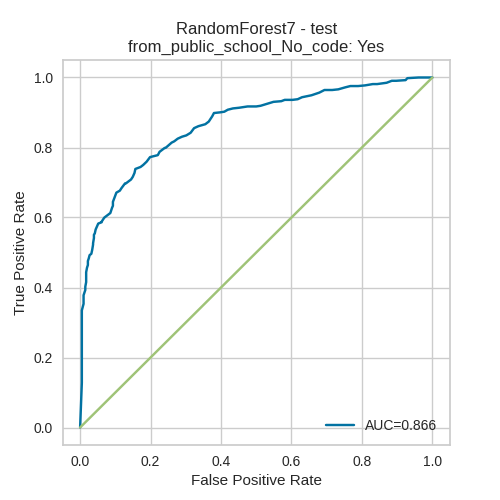 RandomForest7 - test
from_public_school_No_code: Yes
1.0
0.8
0.6
0.4
0.2
0.0
True Positive Rate
AUC=0.866
0.0 0.2 0.4 0.6 0.8 1.0
False Positive Rate